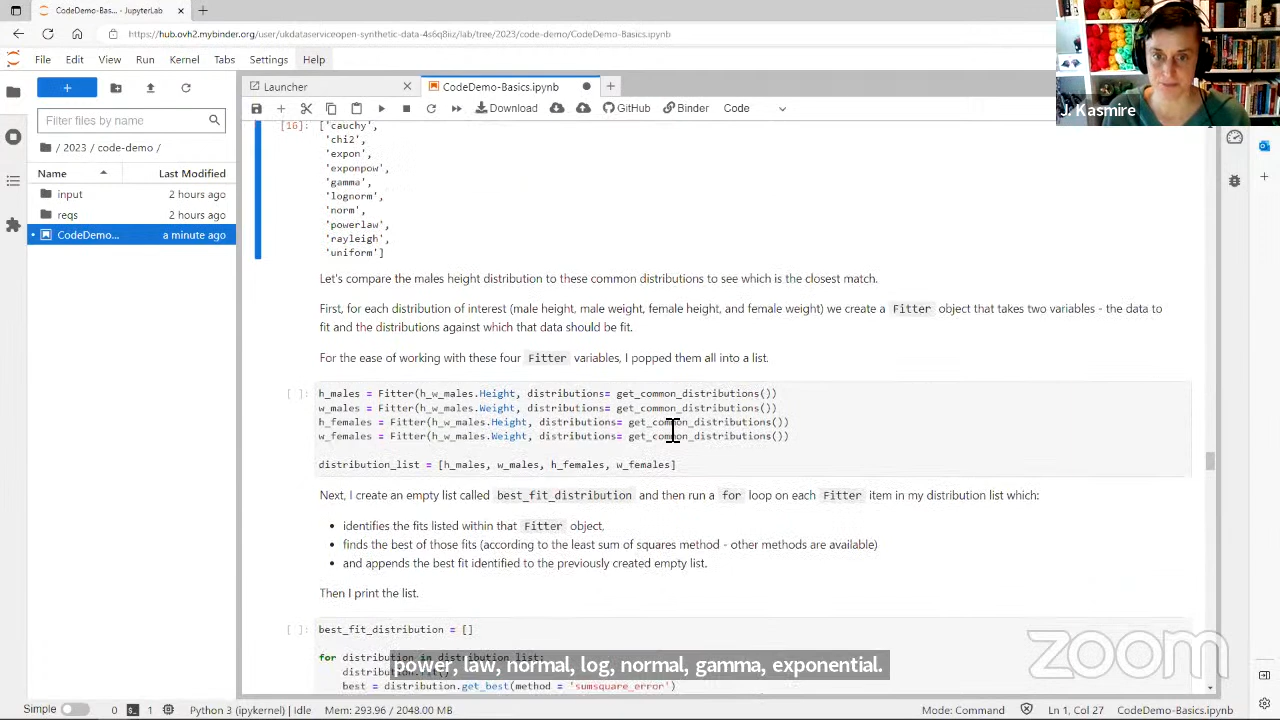 CodeDemo-Bas... - JupyterLab
https://hub.ovh2.mybinder.org/user/ukdataserviceopen-synthetic-data-4s6q8iiz/lab/tree/2023/code-demo/CodeDemo-Basics.ipynb
File Edit View Run Kernel Tabs Settings Help
J. Kasmire
Launcher
CodeDemo-Basics.ipynb
Download GitHub Binder Code
Filter files by name
/ 2023 / code-demo /
Name Last Modified
input 2 hours ago
reqs 2 hours ago
CodeDemo... a minute ago
[16]: ['cauchy',
'chi2',
'expon',
'exponpow',
'gamma',
'lognorm',
'norm',
'powerlaw',
'rayleigh',
'uniform']
Let's compare the males height distribution to these common distributions to see which is the closest match.
First, for each distribution of interest (male height, male weight, female height, and female weight) we create a Fitter object that takes two variables - the data to
fit and the distributions against which that data should be fit.
For the ease of working with these four Fitter variables, I popped them all into a list.
[ ]: h_males = Fitter(h_w_males.Height, distributions= get_common_distributions())
w_males = Fitter(h_w_males.Weight, distributions= get_common_distributions())
h_females = Fitter(h_w_males.Height, distributions= get_common_distributions())
w_females = Fitter(h_w_males.Weight, distributions= get_common_distributions())
distribution_list = [h_males, w_males, h_females, w_females]
Next, I create an empty list called best_fit_distribution and then run a for loop on each Fitter item in my distribution list which:
• identifies the fits listed within that Fitter object,
• finds the best of those fits (according to the least sum of squares method - other methods are available)
• and appends the best fit identified to the previously created empty list.
Then I print the list.
[ ]: best_fit_distribution = []
for distribution in distribution_list:
power, law, normal, log, normal, gamma, exponential.
best = distribution.get_best(method = 'sumsquare_error')
zoom
Simple 0 1 Python 3 (ipykernel) | Idle Mem: 293.96 / 2048.00 MB Mode: Command Ln 1, Col 27 CodeDemo-Basics.ipynb